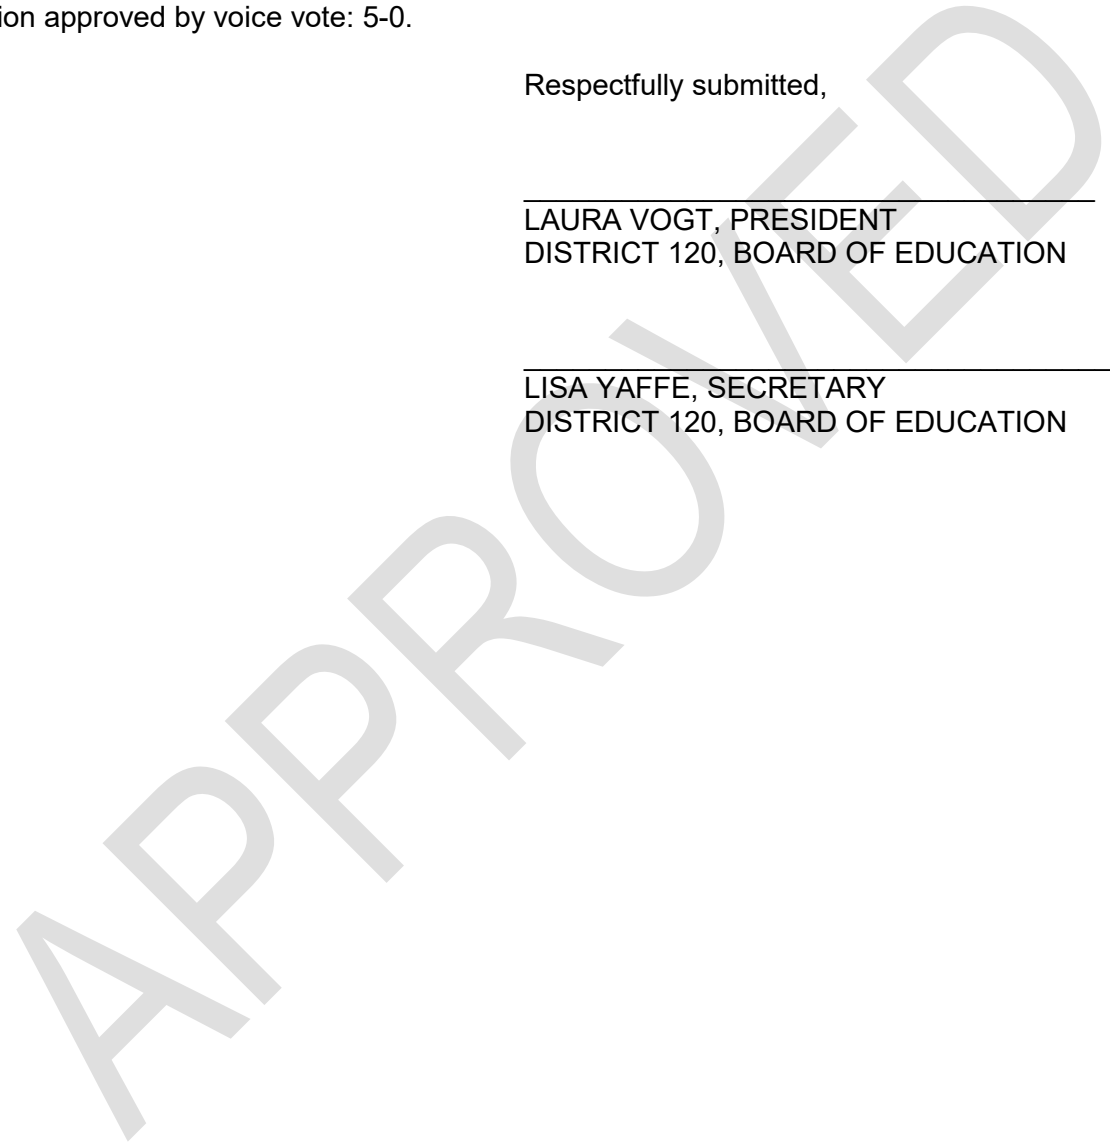 ion approved by voice vote: 5-0.
Respectfully submitted,
LAURA VOGT, PRESIDENT
DISTRICT 120, BOARD OF EDUCATION
LISA YAFFE, SECRETARY
DISTRICT 120, BOARD OF EDUCATION
APPROVED